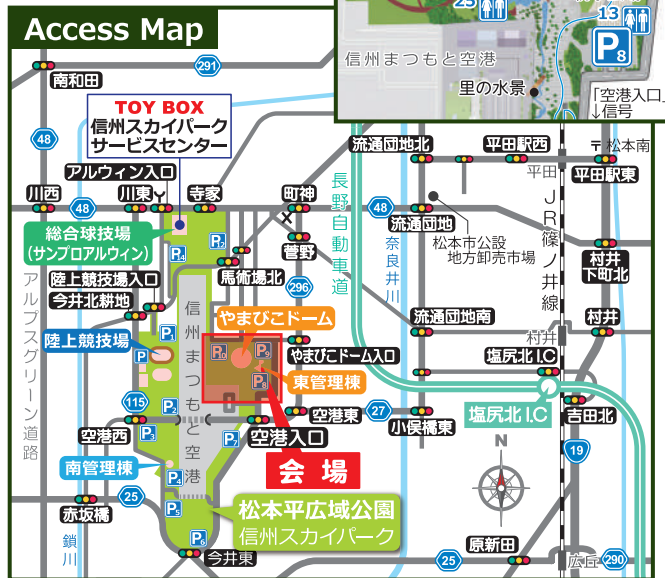 Access Map
25
13
P8
信州まつもと空港
里の水景
「空港入口」
↓信号
291
南和田
48
TOY BOX
信州スカイパーク
サービスセンター
アルウィン入口
川西
48
川東
寺家
町神
48
流通団地北
平田駅西
〒松本南
平田
平田駅東
流通団地
松本市公設
地方卸売市場
長野自動車道
奈良井川
JR篠ノ井線
総合球技場
(サンプロアルウィン)
P4
P7
菅野
馬術場北
296
村井
下町北
陸上競技場入口
今井北耕地
アルプスグリーン道路
信州まつもと空港
やまびこドーム
流通団地南
村井
村井
P1
陸上競技場
P
P9
P8
やまびこドーム入口
塩尻北I.C
東管理棟
115
P2
空港東
27
小俣橋東
塩尻北I.C
吉田北
空港西
P3
P7
空港入口
19
南管理棟
P4
会場
N
25
赤坂橋
P5
松本平広域公園
信州スカイパーク
鎖川
P6
今井東
25
原新田
広丘
290